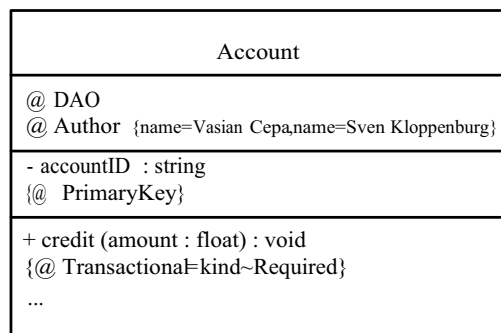 Account
@ DAO
@ Author {name=Vasian Cepa,name=Sven Kloppenburg}
- accountID : string
{@ PrimaryKey}
+ credit (amount : float) : void
{@ Transactional=kind~Required}
...